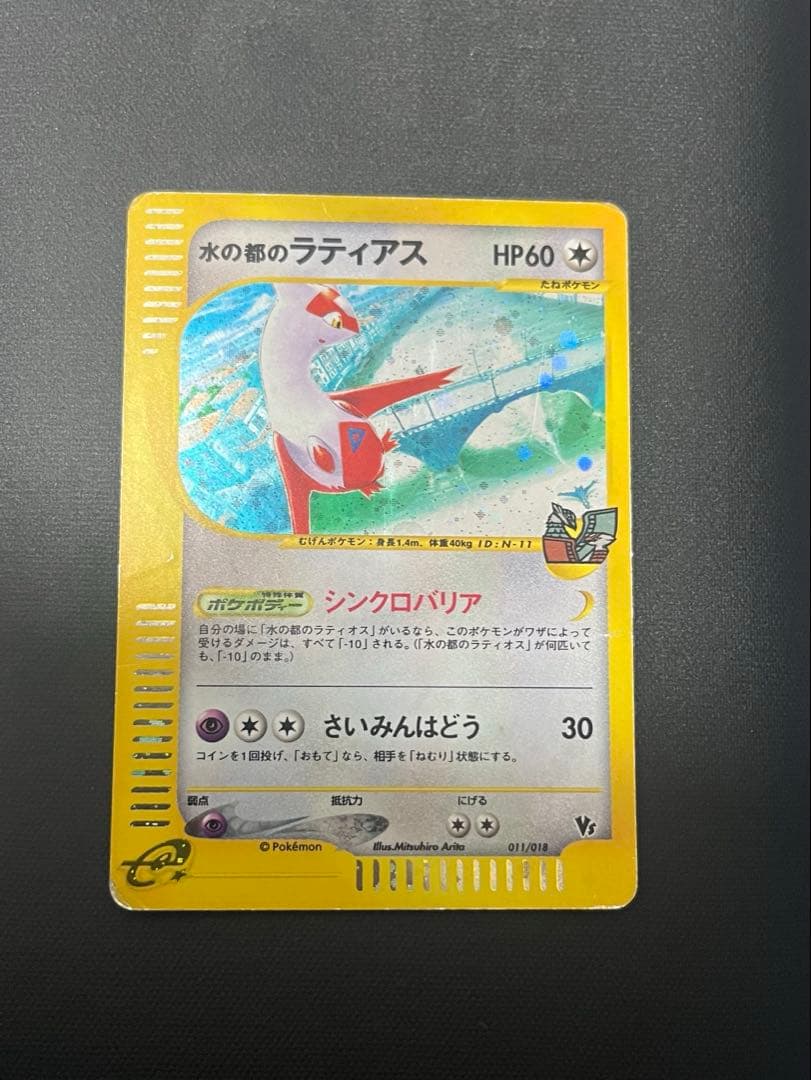 水の都のラティアス HP60
たねポケモン
むげんポケモン：身長1.4m、体重40kg ID:N-11
特殊体質
ポケボディー シンクロバリア
自分の場に「水の都のラティオス」がいるなら、このポケモンがワザによって
受けるダメージは、すべて「-10」される。（「水の都のラティオス」が何匹いて
も、「-10」のまま。）
さいみんはどう 30
コインを1回投げ、「おもて」なら、相手を「ねむり」状態にする。
弱点 抵抗力 にげる
© Pokémon Illus.Mitsuhiro Arita 011/018 Vs
e